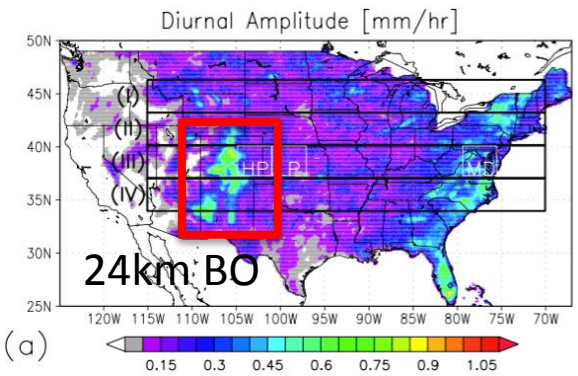 Diurnal Amplitude [mm/hr]
50N
45N
40N
35N
30N
25N
(I)
(II)
(III)
(IV)
HP
P
MD
24km BO
120W 115W 110W 105W 100W 95W 90W 85W 80W 75W 70W
(a)
0.15 0.3 0.45 0.6 0.75 0.9 1.05